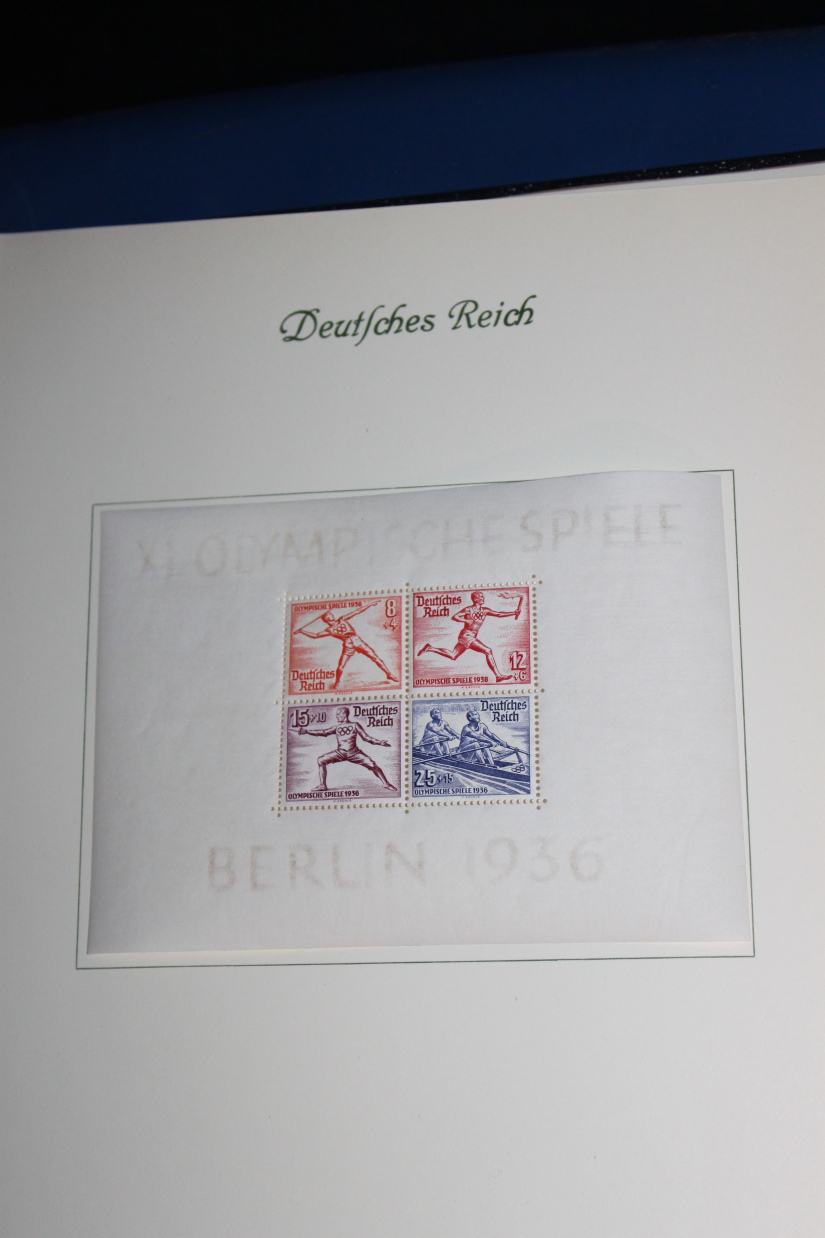 Deutſches Reich
XI. OLYMPISCHE SPIELE
OLYMPISCHE SPIELE 1936
8
+4
Deutſches
Reich
Deutſches
Reich
12
+6
OLYMPISCHE SPIELE 1936
15+10
Deutſches
Reich
OLYMPISCHE SPIELE 1936
Deutſches
Reich
25+15
OLYMPISCHE SPIELE 1936
BERLIN 1936